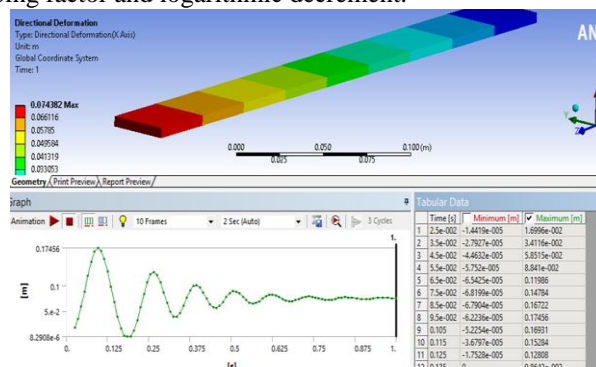 ping factor and logarithmic decrement.
Directional Deformation
Type: Directional Deformation(X Axis)
Unit: m
Global Coordinate System
Time: 1
AN
0.074382 Max
0.066116
0.05785
0.049584
0.041319
0.033053
0.000
0.025
0.050
0.075
0.100 (m)
Y
Z
Geometry Print Preview Report Preview
Graph
Animation 10 Frames 2 Sec (Auto) 3 Cycles
1.
0.17456
0.1
5.e-2
8.2908e-6
[m]
0. 0.125 0.25 0.375 0.5 0.625 0.75 0.875 1.
[s]
Tabular Data
Time [s] Minimum [m] Maximum [m]
1 2.5e-002 -1.4419e-005 1.6996e-002
2 3.5e-002 -2.7927e-005 3.4116e-002
3 4.5e-002 -4.4632e-005 5.8515e-002
4 5.5e-002 -5.752e-005 8.841e-002
5 6.5e-002 -6.5425e-005 0.11986
6 7.5e-002 -6.8199e-005 0.14784
7 8.5e-002 -6.7904e-005 0.16722
8 9.5e-002 -6.2236e-005 0.17456
9 0.105 -5.2254e-005 0.16931
10 0.115 -3.6797e-005 0.15284
11 0.125 -1.7528e-005 0.12808